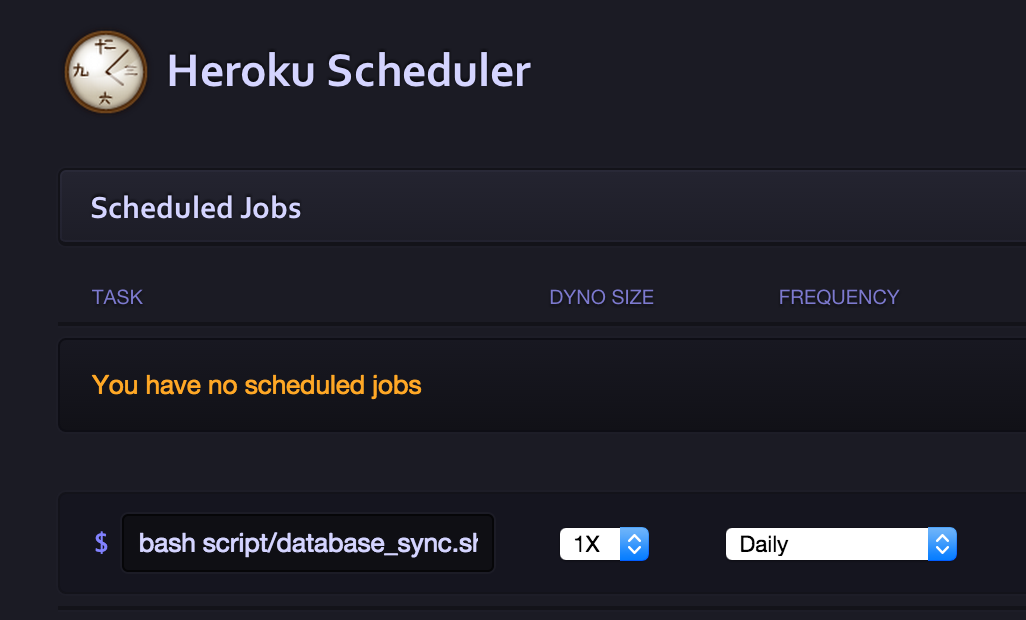 十二
九 三
六
Heroku Scheduler
Scheduled Jobs
TASK DYNO SIZE FREQUENCY
You have no scheduled jobs
$ bash script/database_sync.sh 1X Daily